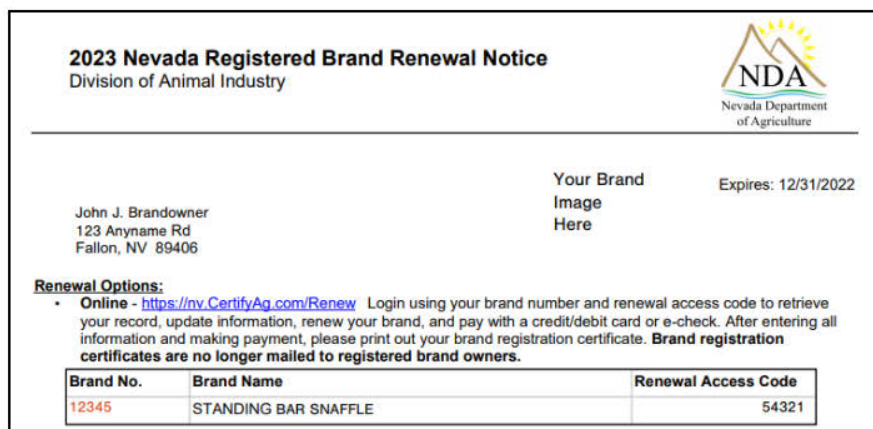 2023 Nevada Registered Brand Renewal Notice
Division of Animal Industry
NDA
Nevada Department
of Agriculture
Your Brand
Image
Here
Expires: 12/31/2022
John J. Brandowner
123 Anyname Rd
Fallon, NV 89406
Renewal Options:
• Online - https://nv.CertifyAg.com/Renew Login using your brand number and renewal access code to retrieve
your record, update information, renew your brand, and pay with a credit/debit card or e-check. After entering all
information and making payment, please print out your brand registration certificate. Brand registration
certificates are no longer mailed to registered brand owners.
Brand No. Brand Name Renewal Access Code
12345 STANDING BAR SNAFFLE 54321